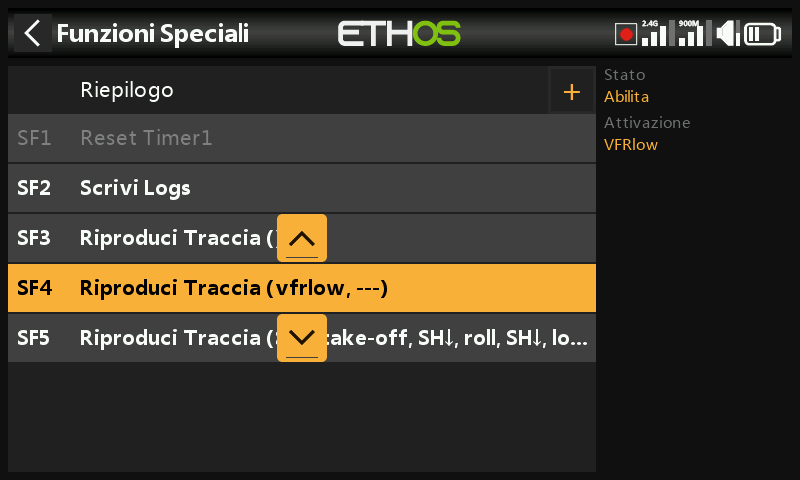 Funzioni Speciali
ETHOS
2.4G
900M
Riepilogo
+
Stato
Abilita
Attivazione
VFRlow
SF1 Reset Timer1
SF2 Scrivi Logs
SF3 Riproduci Traccia (
SF4 Riproduci Traccia (vfrlow, ---)
SF5 Riproduci Traccia ( take-off, SH↓, roll, SH↓, lo...